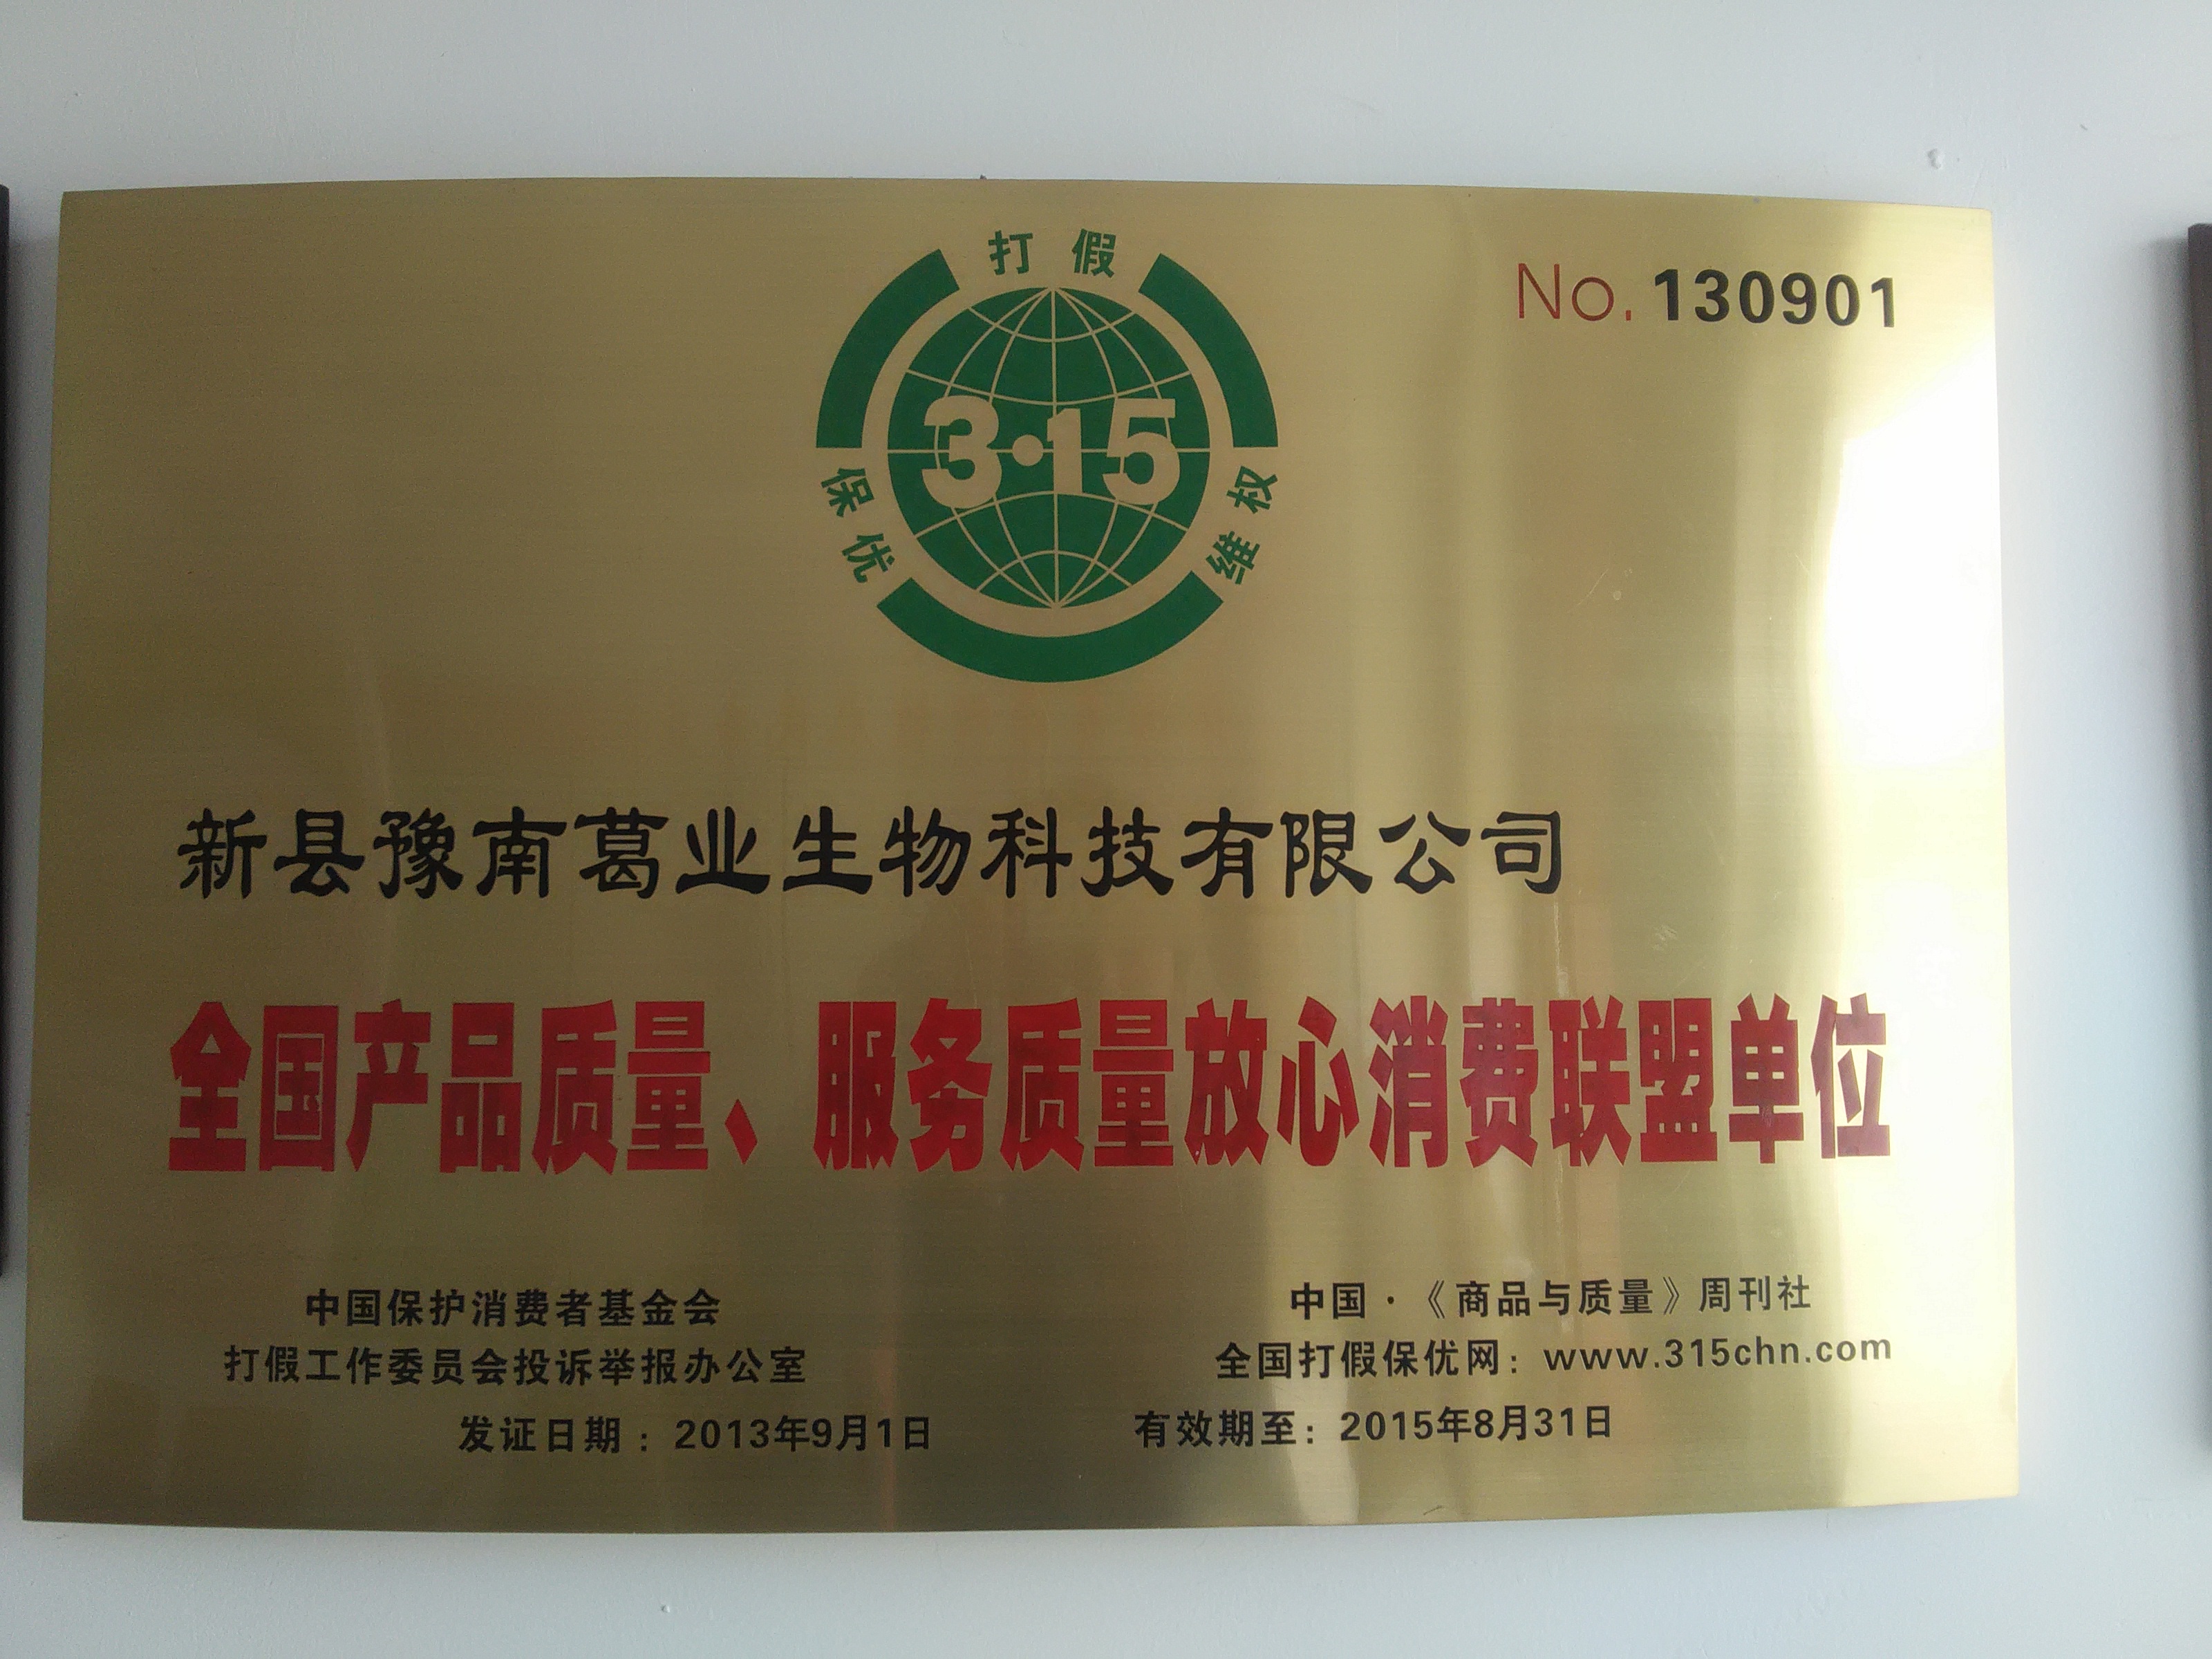 打 假
No. 130901
3·15
保优
维权
新县豫南葛业生物科技有限公司
全国产品质量、服务质量放心消费联盟单位
中国保护消费者基金会
打假工作委员会投诉举报办公室
中国·《商品与质量》周刊社
全国打假保优网：www.315chn.com
发证日期：2013年9月1日
有效期至：2015年8月31日